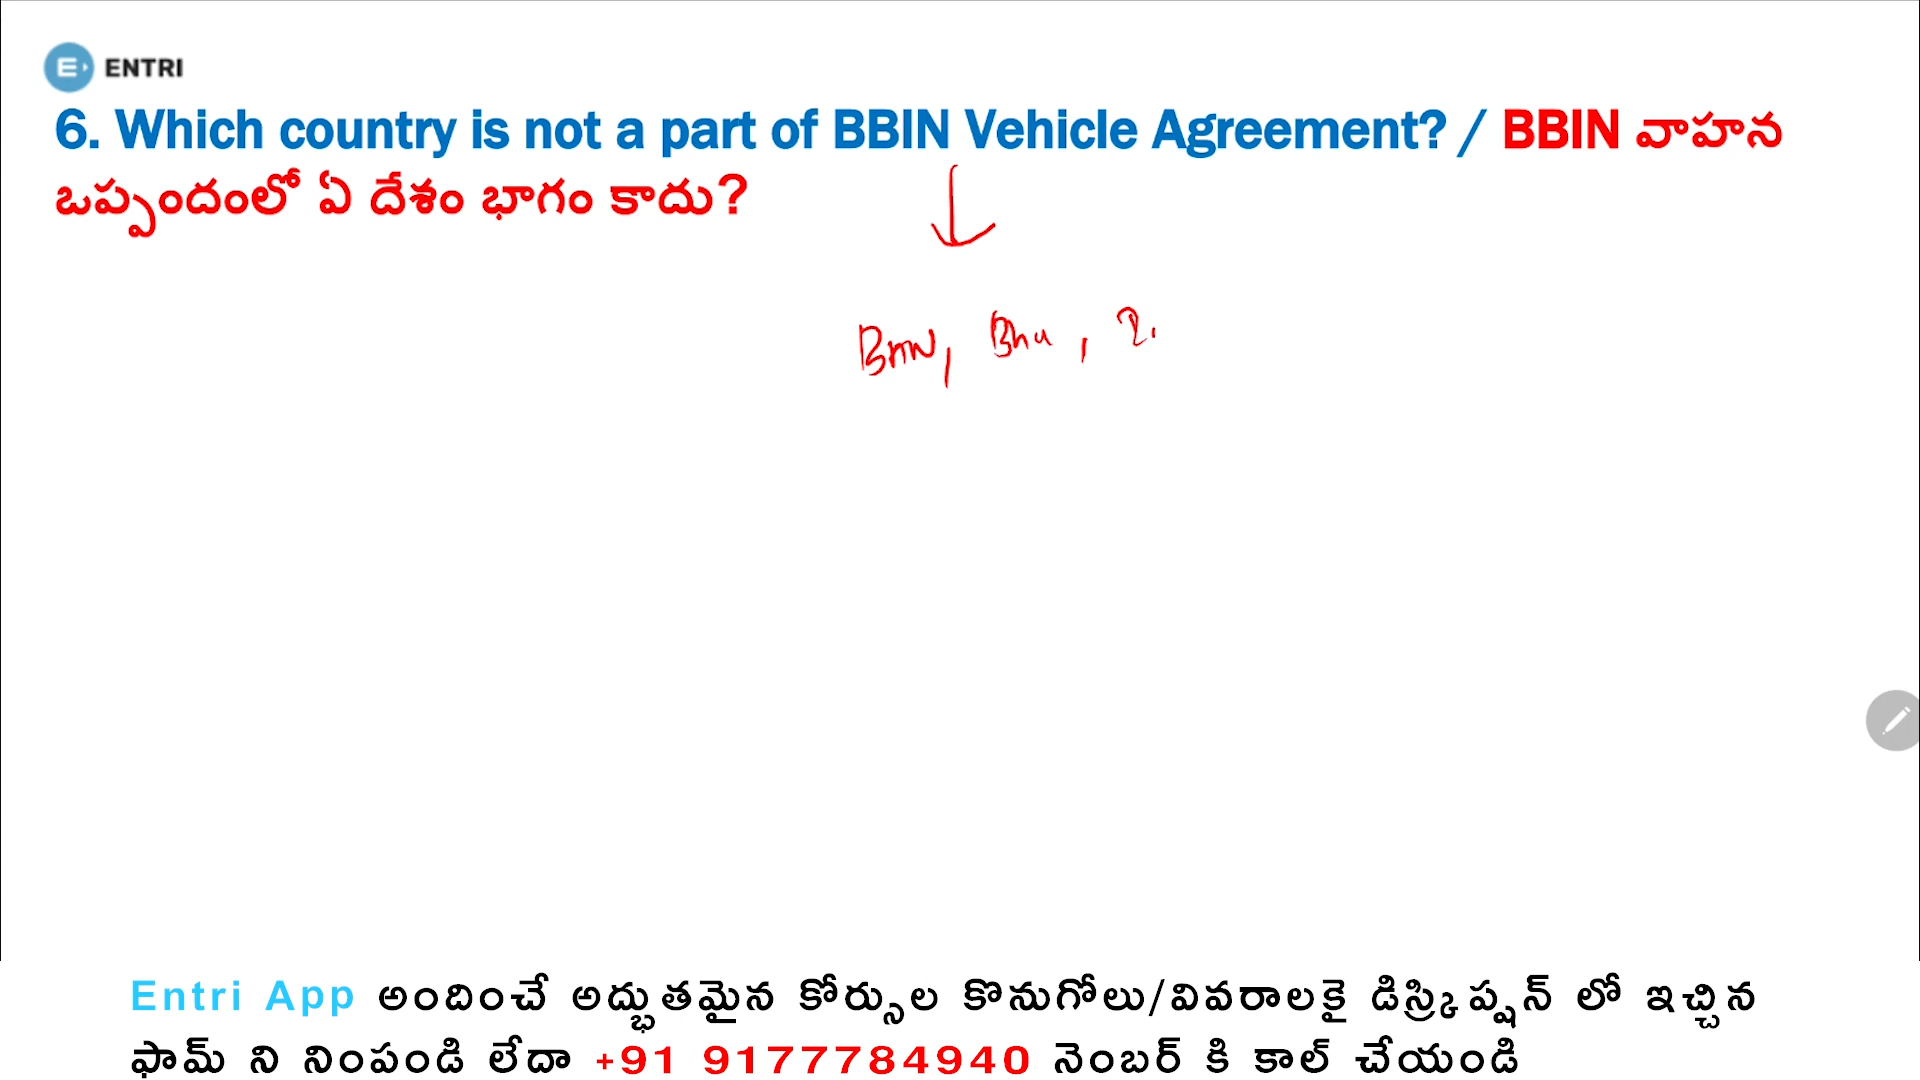 ENTRI
6. Which country is not a part of BBIN Vehicle Agreement? / BBIN వాహన
ఒప్పందంలో ఏ దేశం భాగం కాదు?
Bhu ,
Entri App అందించే అద్భుతమైన కోర్సుల కొనుగోలు/వివరాలకై డిస్క్రిప్షన్ లో ఇచ్చిన
ఫామ్ ని నింపండి లేదా +91 9177784940 నెంబర్ కి కాల్ చేయండి